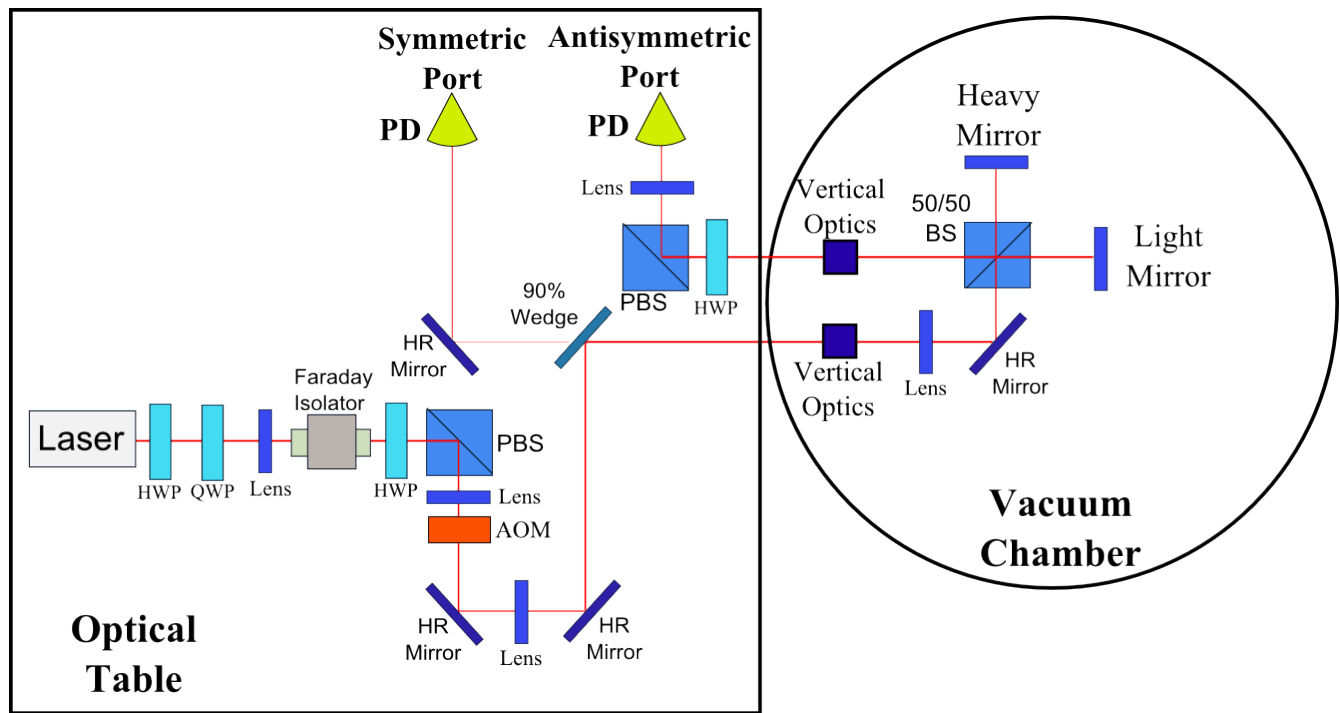 Symmetric
Port
PD
Antisymmetric
Port
PD
Lens
PBS
HWP
90%
Wedge
HR
Mirror
Laser
HWP
QWP
Lens
Faraday
Isolator
HWP
PBS
Lens
AOM
HR
Mirror
Lens
HR
Mirror
Optical
Table
Heavy
Mirror
Vertical
Optics
50/50
BS
Light
Mirror
Vertical
Optics
Lens
HR
Mirror
Vacuum
Chamber